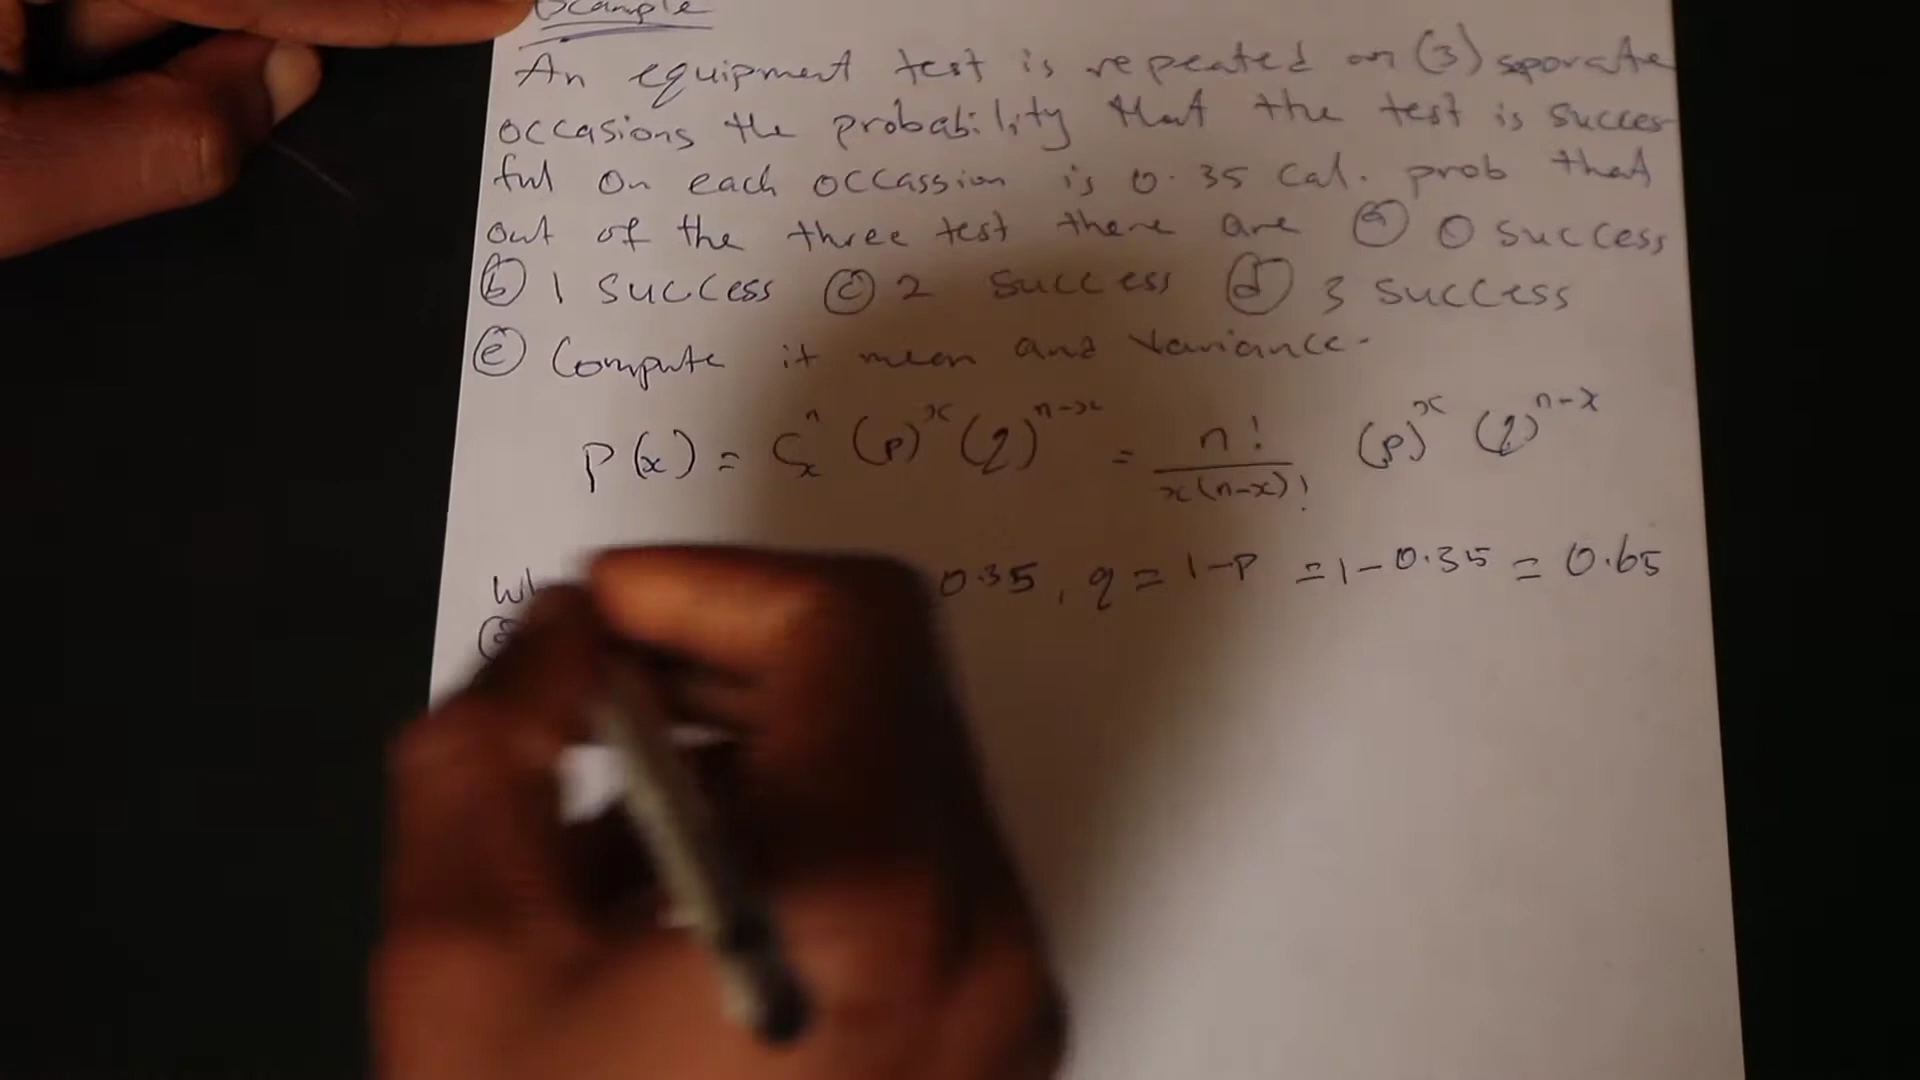 Example
An equipment test is repeated on (3) seporate
occasions the probability that the test is succes
ful on each occassion is 0.35 Cal. prob that
out of the three test there are (a) 0 success
(b) 1 success (c) 2 success (d) 3 success
(e) Compute it mean and variance.
P(x) = C^n_x (p)^x (q)^{n-x} = n!/x(n-x)! (p)^x (q)^{n-x}
0.35, q = 1-P = 1-0.35 = 0.65